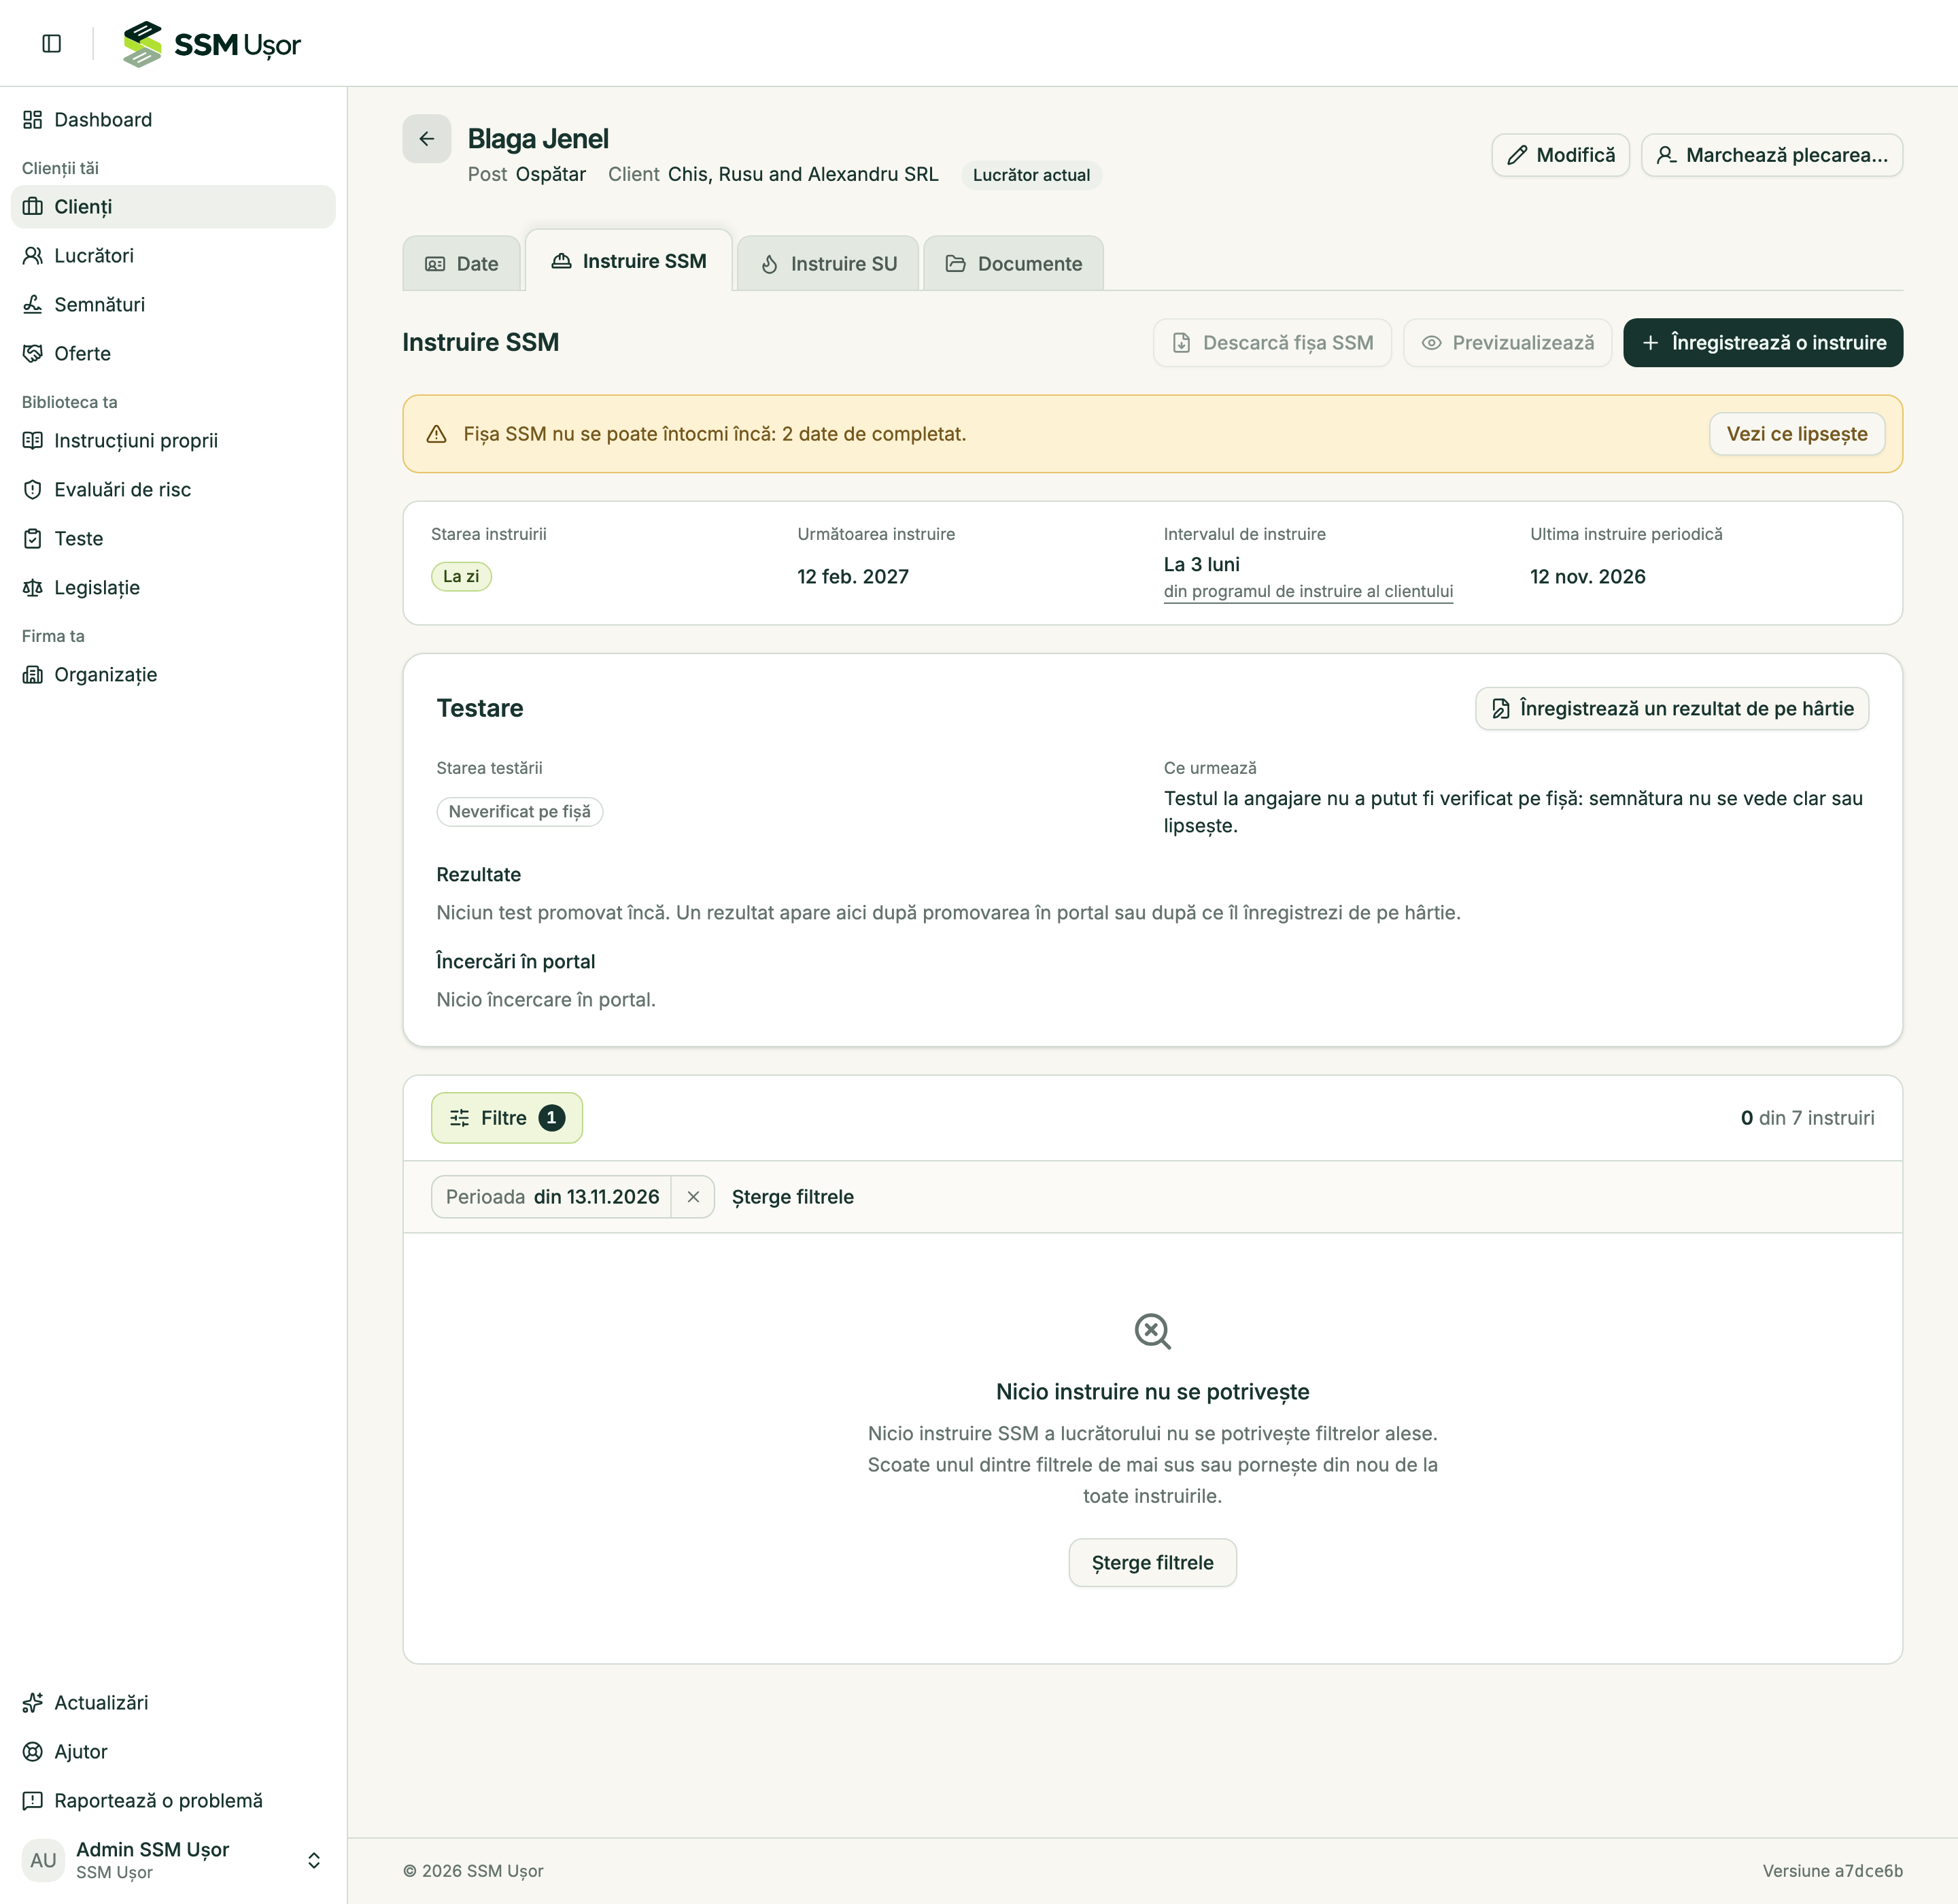 SSM Ușor
Dashboard
Clienții tăi
Clienți
Lucrători
Semnături
Oferte
Biblioteca ta
Instrucțiuni proprii
Evaluări de risc
Teste
Legislație
Firma ta
Organizație
Actualizări
Ajutor
Raportează o problemă
AU
Admin SSM Ușor
SSM Ușor
Blaga Jenel
Post Ospătar Client Chis, Rusu and Alexandru SRL Lucrător actual
Modifică
Marchează plecarea...
Date
Instruire SSM
Instruire SU
Documente
Instruire SSM
Descarcă fișa SSM
Previzualizează
Înregistrează o instruire
Fișa SSM nu se poate întocmi încă: 2 date de completat.
Vezi ce lipsește
Starea instruirii
La zi
Următoarea instruire
12 feb. 2027
Intervalul de instruire
La 3 luni
din programul de instruire al clientului
Ultima instruire periodică
12 nov. 2026
Testare
Înregistrează un rezultat de pe hârtie
Starea testării
Neverificat pe fișă
Ce urmează
Testul la angajare nu a putut fi verificat pe fișă: semnătura nu se vede clar sau
lipsește.
Rezultate
Niciun test promovat încă. Un rezultat apare aici după promovarea în portal sau după ce îl înregistrezi de pe hârtie.
Încercări în portal
Nicio încercare în portal.
Filtre 1
0 din 7 instruiri
Perioada din 13.11.2026
Șterge filtrele
Nicio instruire nu se potrivește
Nicio instruire SSM a lucrătorului nu se potrivește filtrelor alese.
Scoate unul dintre filtrele de mai sus sau pornește din nou de la
toate instruirile.
Șterge filtrele
© 2026 SSM Ușor
Versiune a7dce6b